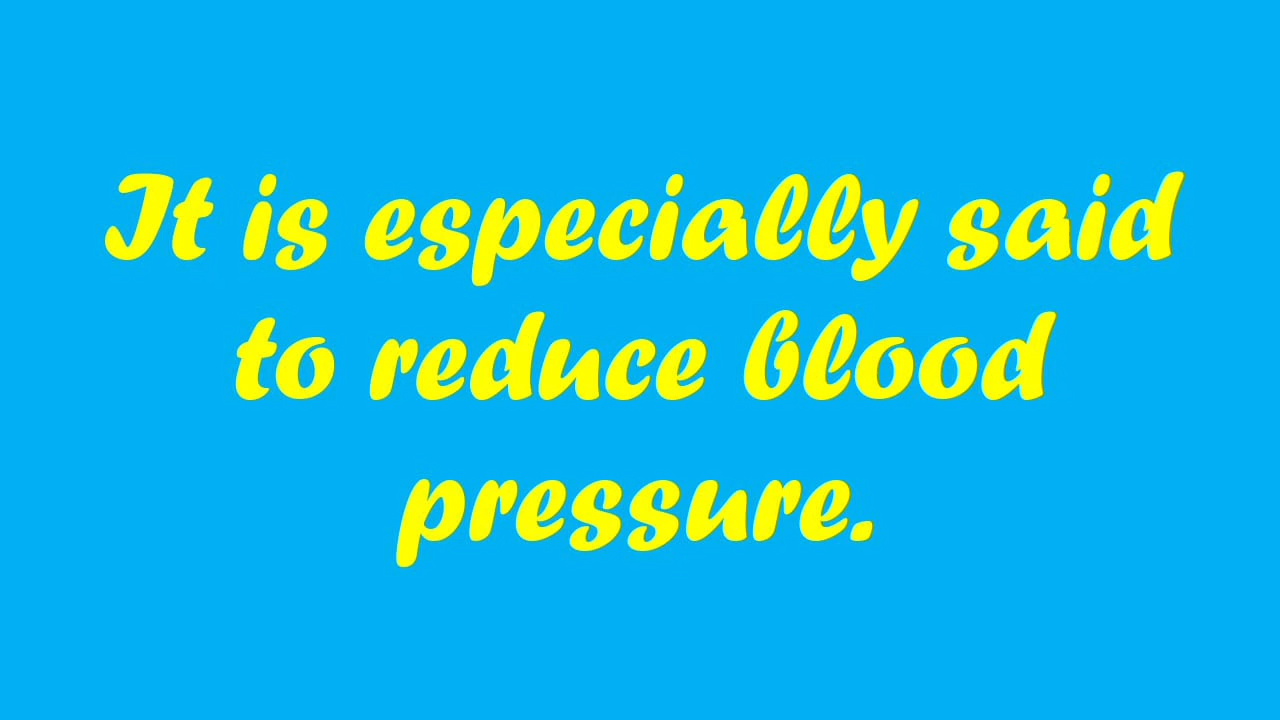 It is especially said
to reduce blood
pressure.